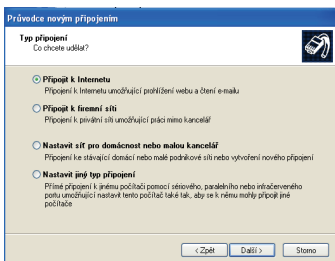 Průvodce novým připojením
Typ připojení
Co chcete udělat?
Připojit k Internetu
Připojení k Internetu umožňující prohlížení webu a čtení e-mailu
Připojit k firemní síti
Připojení k privátní síti umožňující práci mimo kancelář
Nastavit síť pro domácnost nebo malou kancelář
Připojení ke stávající domácí nebo malé podnikové síti nebo vytvoření nového připojení
Nastavit jiný typ připojení
Přímé připojení k jinému počítači pomocí sériového, paralelního nebo infračerveného
portu umožňující nastavit tento počítač také tak, aby se k němu mohly připojit jiné
počítače
< Zpět
Další >
Storno